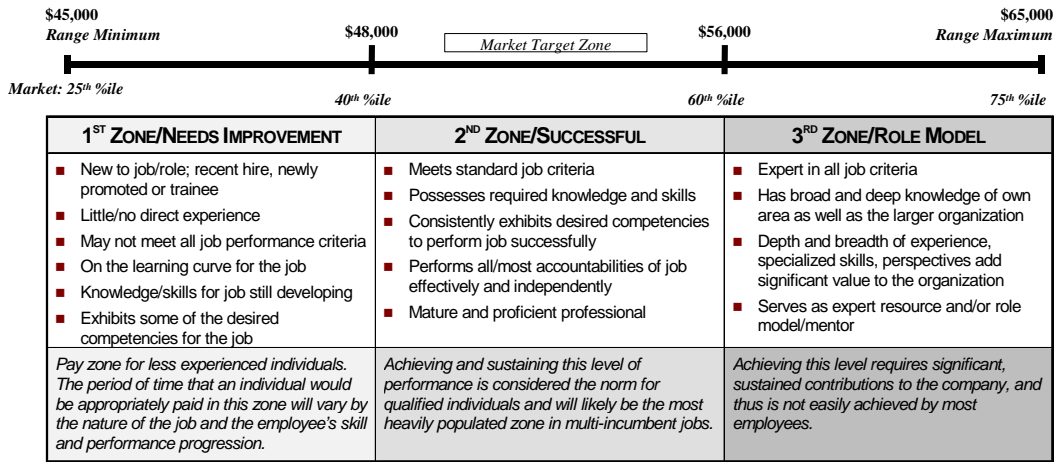 $45,000
Range Minimum
$48,000
Market Target Zone
$56,000
$65,000
Range Maximum
Market: 25th %ile
40th %ile
60th %ile
75th %ile
1ST ZONE/NEEDS IMPROVEMENT
■ New to job/role; recent hire, newly
promoted or trainee
■ Little/no direct experience
■ May not meet all job performance criteria
■ On the learning curve for the job
■ Knowledge/skills for job still developing
■ Exhibits some of the desired
competencies for the job
Pay zone for less experienced individuals.
The period of time that an individual would
be appropriately paid in this zone will vary by
the nature of the job and the employee's skill
and performance progression.
2ND ZONE/SUCCESSFUL
■ Meets standard job criteria
■ Possesses required knowledge and skills
■ Consistently exhibits desired competencies
to perform job successfully
■ Performs all/most accountabilities of job
effectively and independently
■ Mature and proficient professional
Achieving and sustaining this level of
performance is considered the norm for
qualified individuals and will likely be the most
heavily populated zone in multi-incumbent jobs.
3RD ZONE/ROLE MODEL
■ Expert in all job criteria
■ Has broad and deep knowledge of own
area as well as the larger organization
■ Depth and breadth of experience,
specialized skills, perspectives add
significant value to the organization
■ Serves as expert resource and/or role
model/mentor
Achieving this level requires significant,
sustained contributions to the company, and
thus is not easily achieved by most
employees.